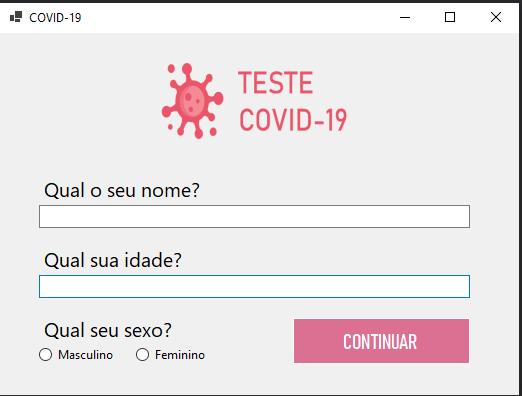 COVID-19
TESTE
COVID-19
Qual o seu nome?
Qual sua idade?
Qual seu sexo?
Masculino Feminino
CONTINUAR